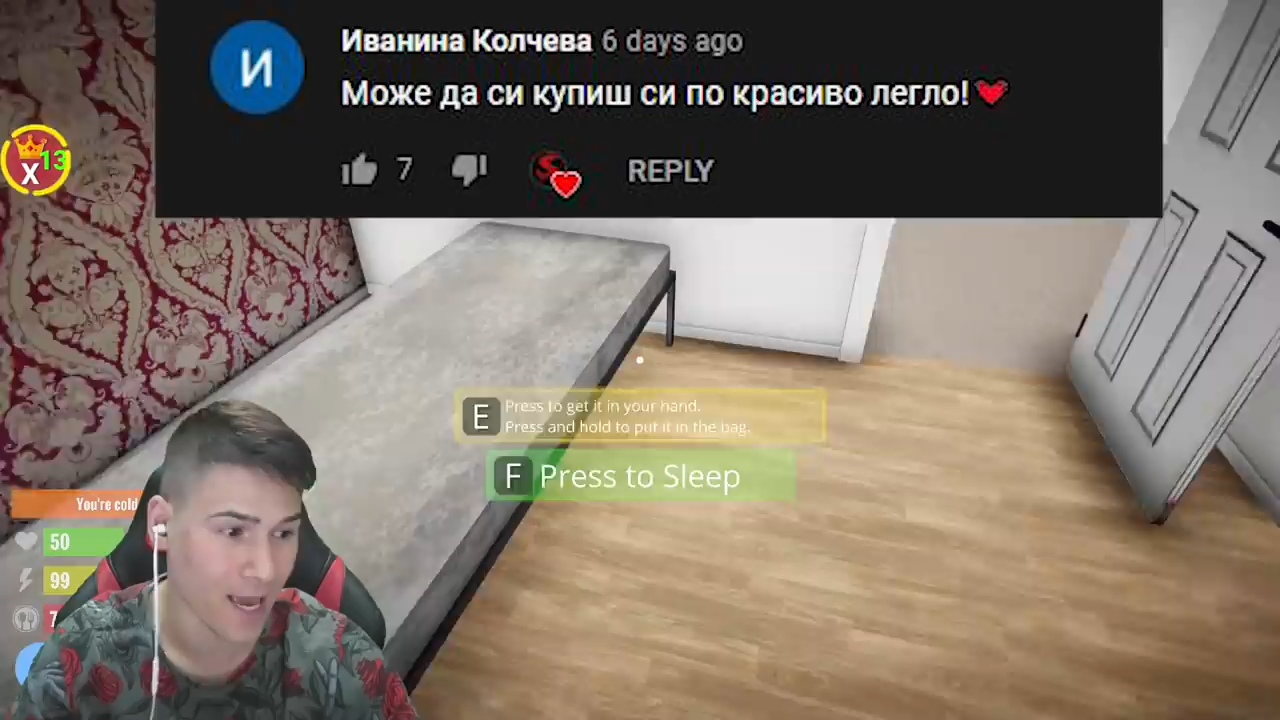 И
Иванина Колчева 6 days ago
Може да си купиш си по красиво легло!
7
REPLY
13
X
E
Press to get it in your hand.
Press and hold to put it in the bag.
F Press to Sleep
You're cold
50
99
7